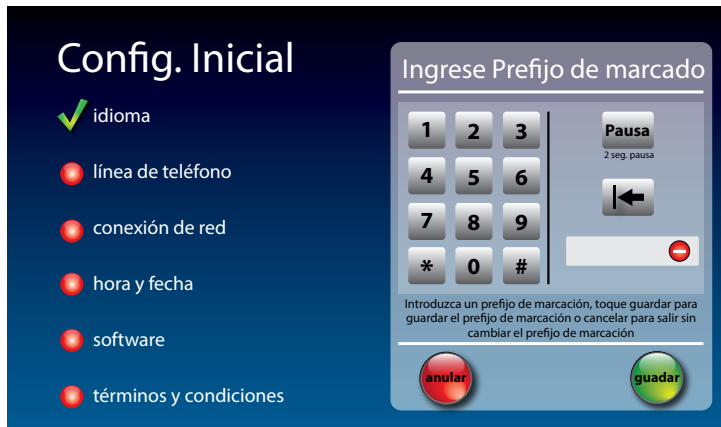 Config. Inicial
idioma
línea de teléfono
conexión de red
hora y fecha
software
términos y condiciones
Ingrese Prefijo de marcado
1 2 3 Pausa
2 seg. pausa
4 5 6
7 8 9
* 0 #
Introduzca un prefijo de marcación, toque guardar para
guardar el prefijo de marcación o cancelar para salir sin
cambiar el prefijo de marcación
anular guadar